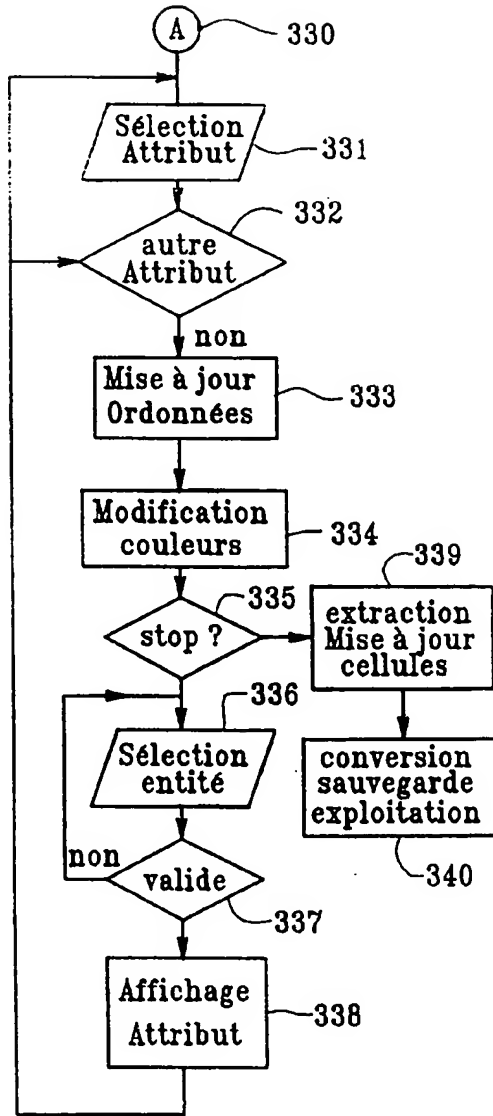 A
330
Sélection
Attribut
331
332
autre
Attribut
non
Mise à jour
Ordonnées
333
Modification
couleurs
334
335
stop ?
339
extraction
Mise à jour
cellules
336
Sélection
entité
conversion
sauvegarde
exploitation
340
non
valide
337
Affichage
Attribut
338